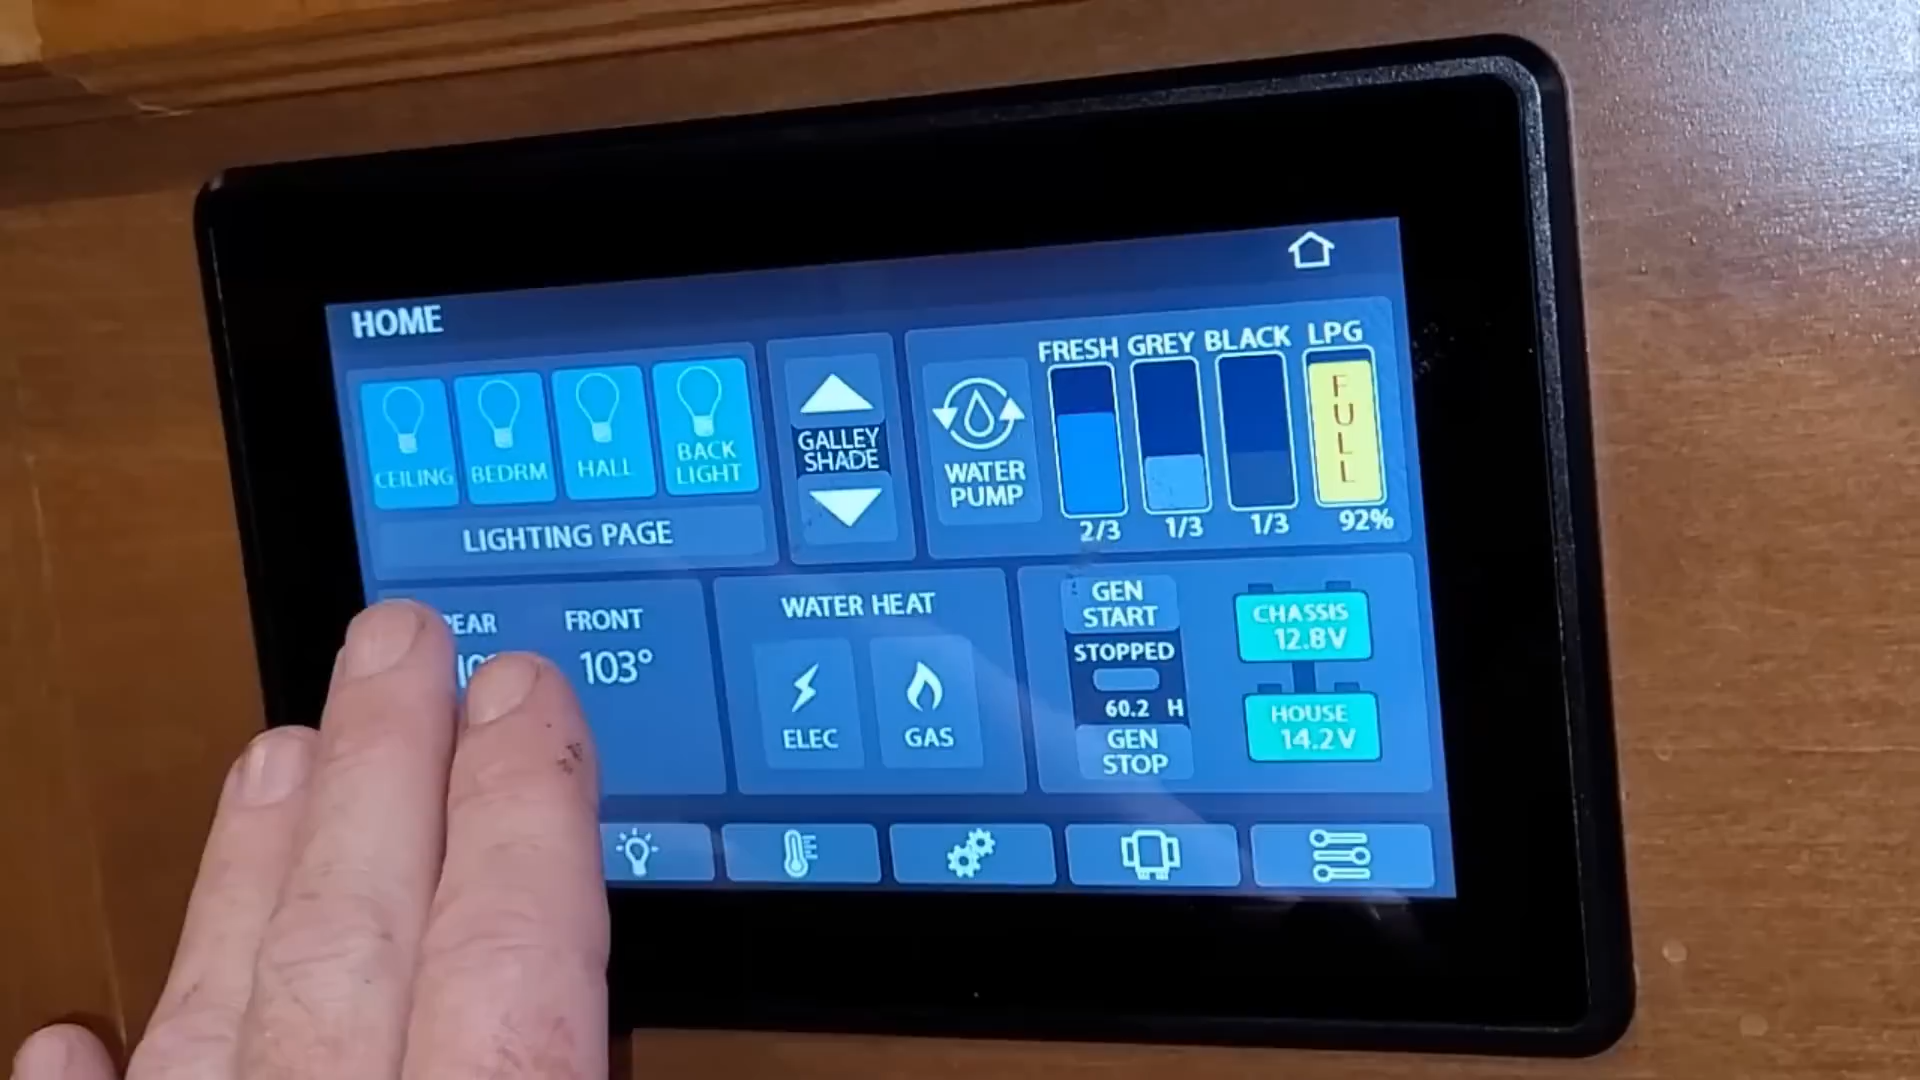 HOME
CEILING
BEDRM
HALL
BACK
LIGHT
LIGHTING PAGE
GALLEY
SHADE
WATER
PUMP
FRESH GREY BLACK LPG
FULL
2/3 1/3 1/3 92%
FRONT
103°
WATER HEAT
ELEC
GAS
GEN
START
STOPPED
60.2 H
GEN
STOP
CHASSIS
12.8V
HOUSE
14.2V